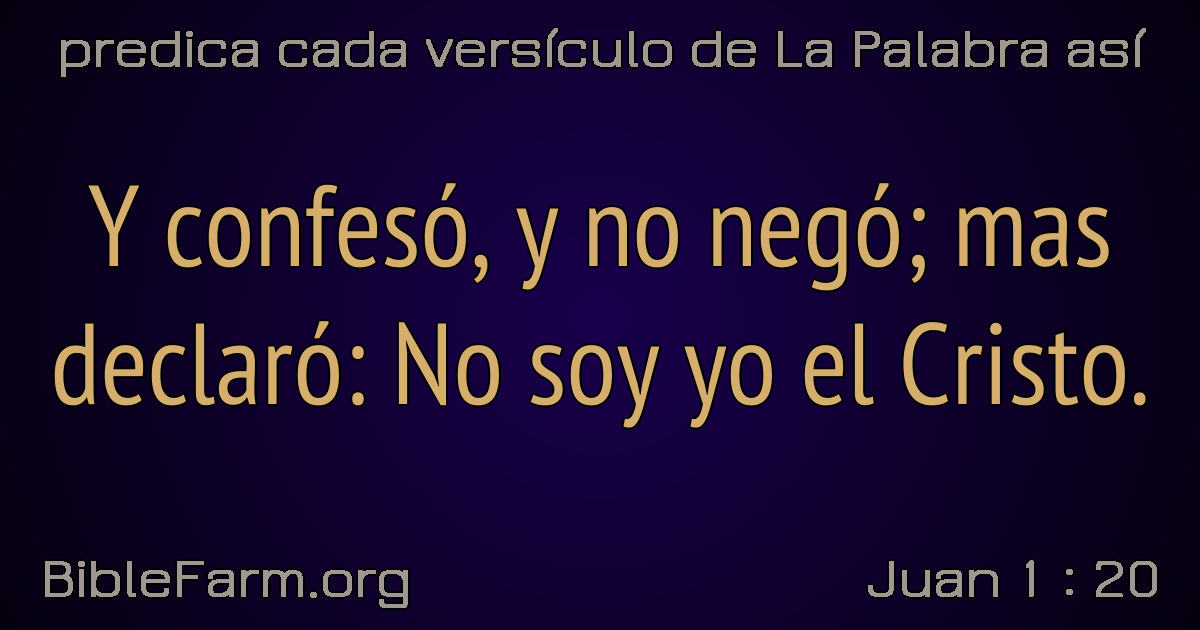 predica cada versículo de La Palabra así
Y confesó, y no negó; mas
declaró: No soy yo el Cristo.
BibleFarm.org
Juan 1 : 20